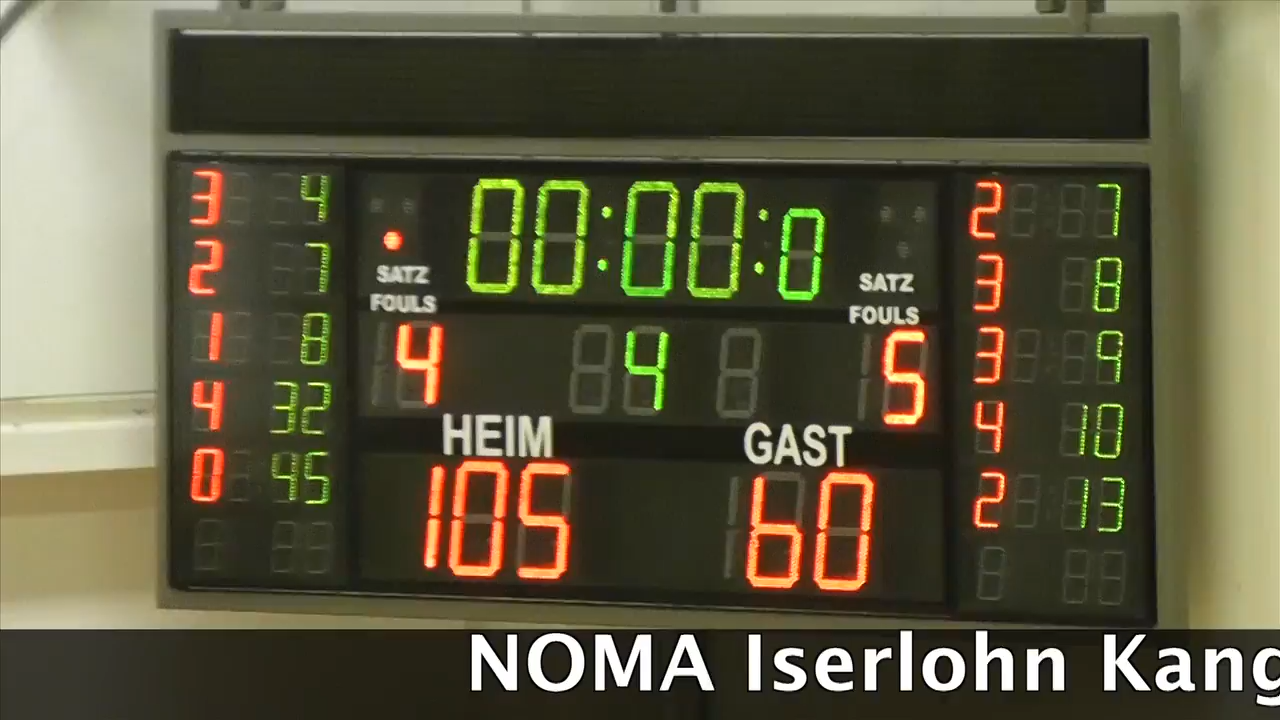 00:00:0
SATZ SATZ
FOULS FOULS
4 4 5
HEIM GAST
105 60
3 4
2 7
1 8
4 32
0 45
2 7
3 8
3 9
4 10
2 13
NOMA Iserlohn Kang